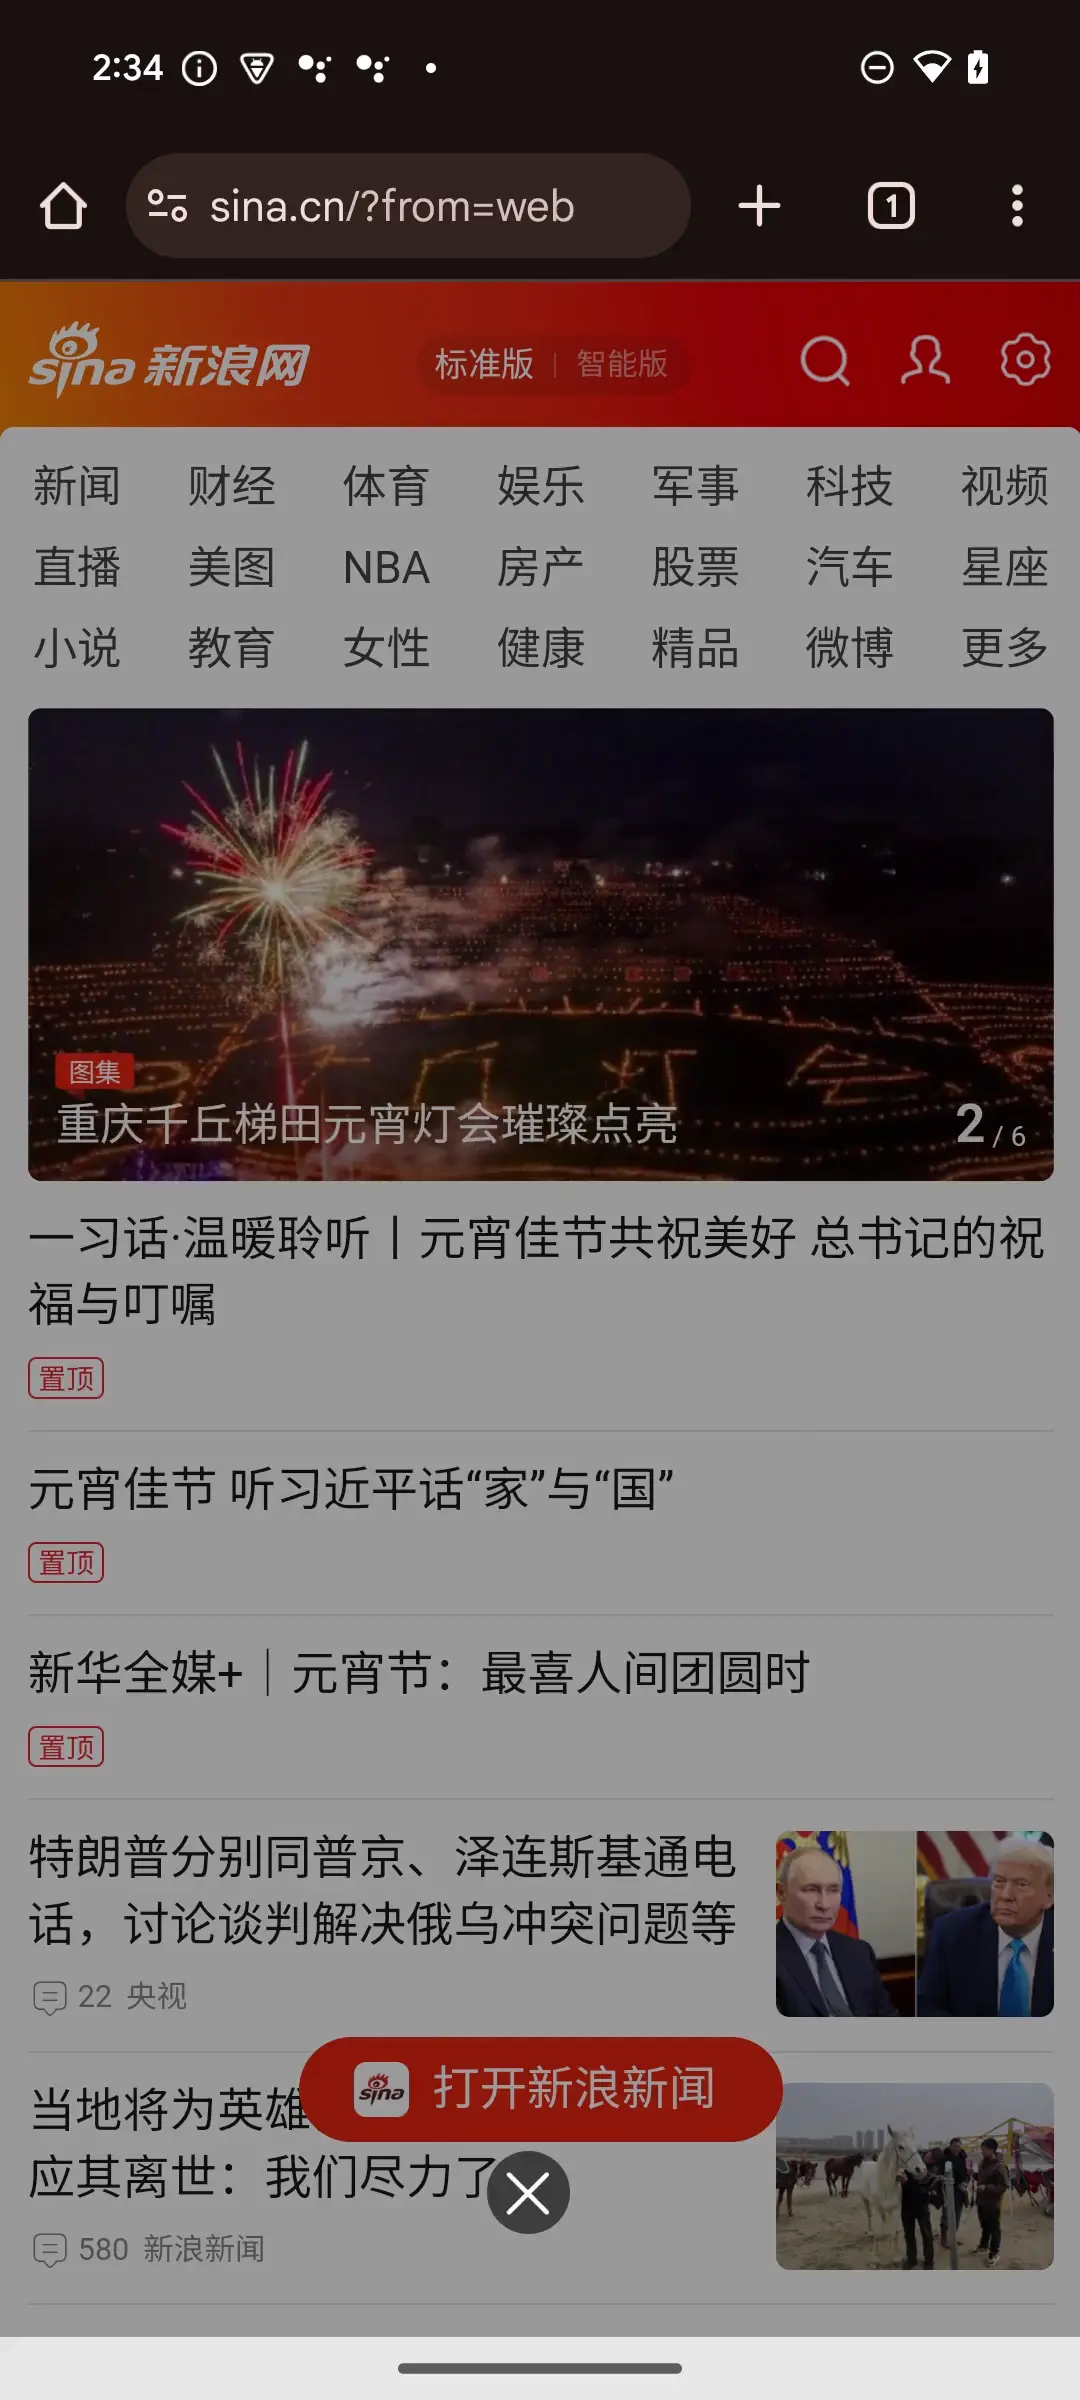 2:34
sina.cn/?from=web
1
sina 新浪网
标准版 | 智能版
新闻 财经 体育 娱乐 军事 科技 视频
直播 美图 NBA 房产 股票 汽车 星座
小说 教育 女性 健康 精品 微博 更多
图集
重庆千丘梯田元宵灯会璀璨点亮
2 / 6
一习话·温暖聆听丨元宵佳节共祝美好 总书记的祝
福与叮嘱
置顶
元宵佳节 听习近平话“家”与“国”
置顶
新华全媒+｜元宵节：最喜人间团圆时
置顶
特朗普分别同普京、泽连斯基通电
话，讨论谈判解决俄乌冲突问题等
22 央视
当地将为英雄
sina 打开新浪新闻
应其离世：我们尽力了
580 新浪新闻